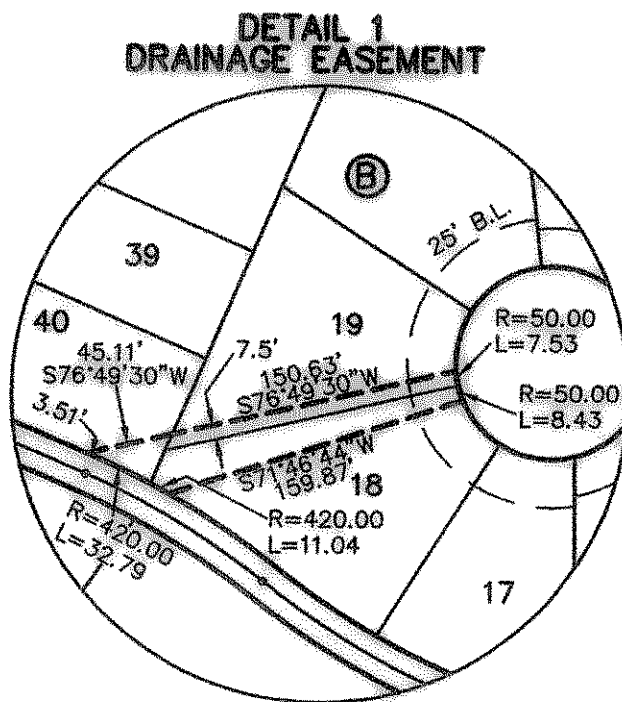 DETAIL 1
DRAINAGE EASEMENT
B
25' B.L.
39
40
19
45.11'
S76°49'30"W
3.51'
7.5'
150.63'
S76°49'30"W
R=50.00
L=7.53
R=50.00
L=8.43
S71°46'44"W
159.87'
18
R=420.00
L=11.04
R=420.00
L=32.79
17